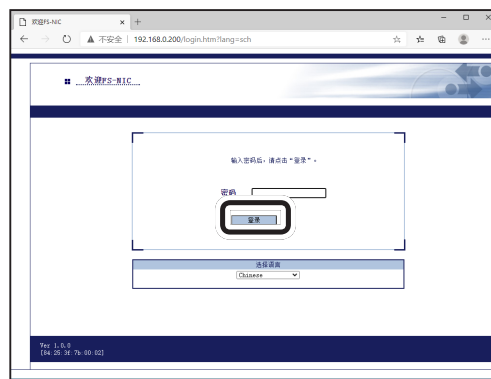 欢迎FS-NIC
不安全 | 192.168.0.200/login.htm?lang=sch
欢迎FS-NIC
输入密码后，请点击“登录”。
密码
登录
选择语言
Chinese
Ver 1.0.0
[84:25:3f:7b:00:02]